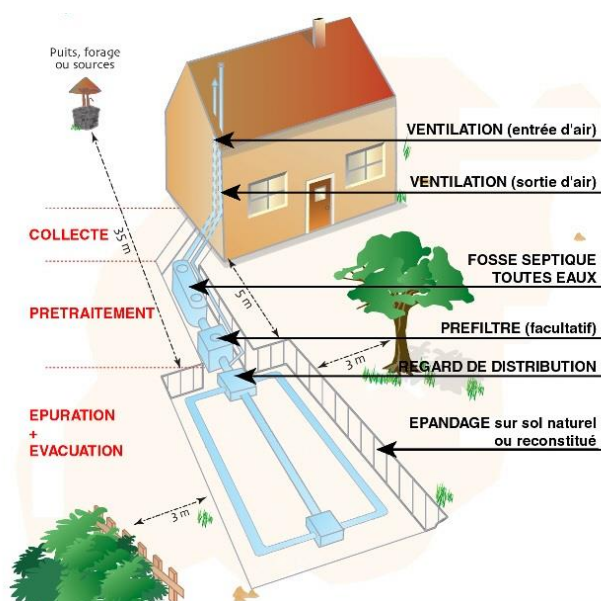 Puits, forage
ou sources
VENTILATION (entrée d'air)
VENTILATION (sortie d'air)
COLLECTE
35 m
5 m
FOSSE SEPTIQUE
TOUTES EAUX
PRETRAITEMENT
PREFILTRE (facultatif)
3 m
REGARD DE DISTRIBUTION
EPURATION
+
EVACUATION
EPANDAGE sur sol naturel
ou reconstitué
3 m